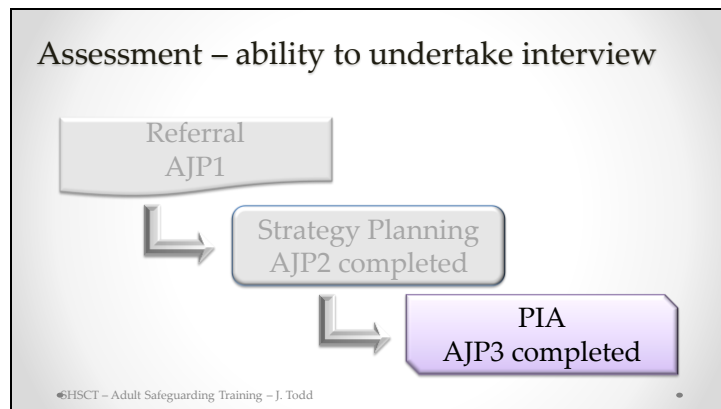 Assessment – ability to undertake interview
Referral
AJP1
Strategy Planning
AJP2 completed
PIA
AJP3 completed
SHSCT – Adult Safeguarding Training – J. Todd